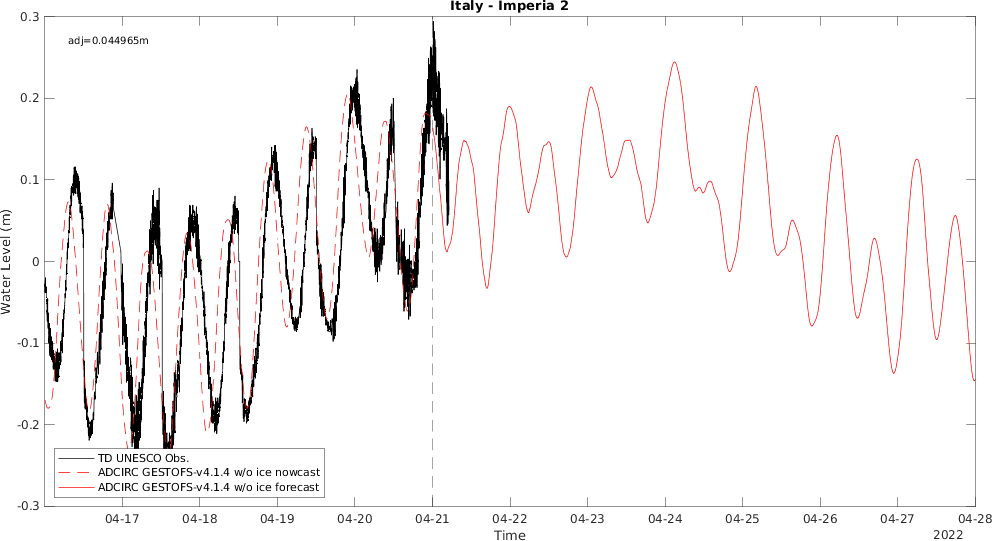 Italy - Imperia 2
adj=0.044965m
0.3
0.2
0.1
0
-0.1
-0.2
-0.3
Water Level (m)
TD UNESCO Obs.
ADCIRC GESTOFS-v4.1.4 w/o ice nowcast
ADCIRC GESTOFS-v4.1.4 w/o ice forecast
04-17 04-18 04-19 04-20 04-21 04-22 04-23 04-24 04-25 04-26 04-27 04-28
Time
2022